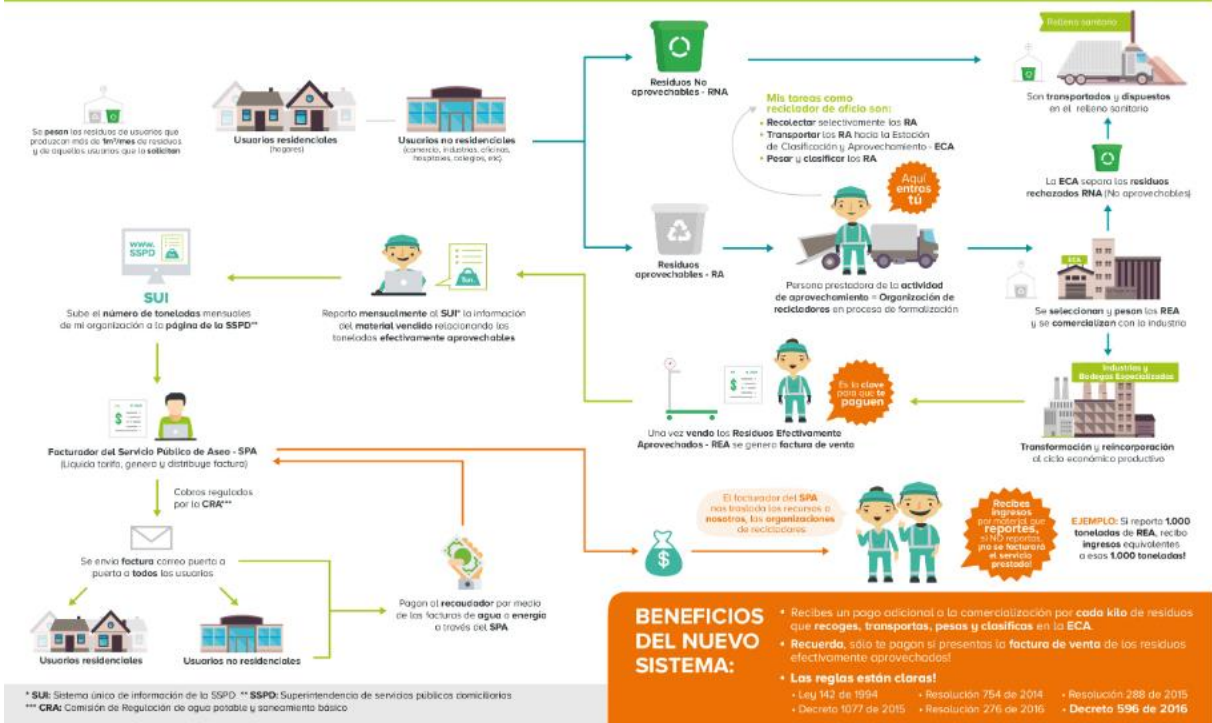 Se pesan los residuos de usuarios que
produzcan más de 1m³/mes de residuos
y de aquellos usuarios que lo soliciten
Usuarios residenciales
(hogares)
Usuarios no residenciales
(comercio, industrias, oficinas,
hospitales, colegios, etc)
Residuos No
aprovechables - RNA
Relleno sanitario
Son transportados y dispuestos
en el relleno sanitario
Mis tareas como
reciclador de oficio son:
• Recolectar selectivamente los RA
• Transportar los RA hacia la Estación
de Clasificación y Aprovechamiento - ECA
• Pesar y clasificar los RA
Aquí
entras
tú
La ECA separa los residuos
rechazados RNA (No aprovechables)
Residuos
aprovechables - RA
Persona prestadora de la actividad
de aprovechamiento = Organización de
recicladores en proceso de formalización
ECA
Se seleccionan y pesan los REA
y se comercializan con la industria
www.
SSPD
SUI
Sube el número de toneladas mensuales
de mi organización a la página de la SSPD**
Ton
Reporto mensualmente al SUI* la información
del material vendido relacionando las
toneladas efectivamente aprovechables
Es la clave
para que te
paguen
Una vez vendo los Residuos Efectivamente
Aprovechados - REA se genera factura de venta
Industrias y
Bodegas Especializadas
Transformación y reincorporación
al ciclo económico productivo
Facturador del Servicio Público de Aseo - SPA
(Liquida tarifa, genera y distribuye factura)
Cobros regulados
por la CRA***
Se envía factura correo puerta a
puerta a todos los usuarios
Usuarios residenciales
Usuarios no residenciales
Pagan al recaudador por medio
de las facturas de agua o energía
a través del SPA
El facturador del SPA
nos traslada los recursos a
nosotros, las organizaciones
de recicladores.
Recibes
ingresos
por material que
reportes,
si NO reportas,
¡no se facturará
el servicio
prestado!
EJEMPLO: Si reporto 1.000
toneladas de REA, recibo
ingresos equivalentes
a esas 1.000 toneladas!
BENEFICIOS
DEL NUEVO
SISTEMA:
• Recibes un pago adicional a la comercialización por cada kilo de residuos
que recoges, transportas, pesas y clasificas en la ECA.
• Recuerda, sólo te pagan si presentas la factura de venta de los residuos
efectivamente aprovechados!
• Las reglas están claras!
• Ley 142 de 1994 • Resolución 754 de 2014 • Resolución 288 de 2015
• Decreto 1077 de 2015 • Resolución 276 de 2016 • Decreto 596 de 2016
* SUI: Sistema único de información de la SSPD ** SSPD: Superintendencia de servicios públicos domiciliarios
*** CRA: Comisión de Regulación de agua potable y saneamiento básico